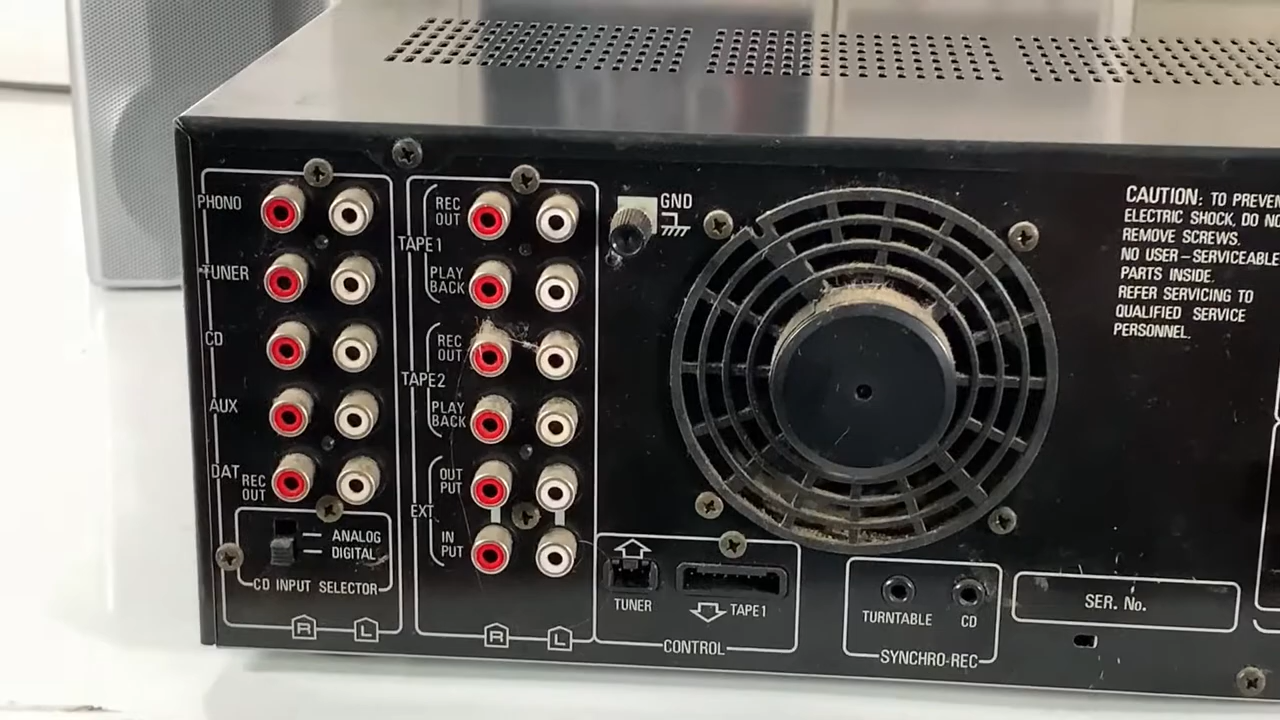 PHONO
TUNER
CD
AUX
DAT REC OUT
ANALOG
DIGITAL
CD INPUT SELECTOR
R L
REC OUT
TAPE1
PLAY BACK
REC OUT
TAPE2
PLAY BACK
OUT PUT
EXT.
IN PUT
R L
GND
TUNER
TAPE1
CONTROL
TURNTABLE
CD
SYNCHRO-REC
SER. No.
CAUTION: TO PREVEN
ELECTRIC SHOCK, DO NO
REMOVE SCREWS.
NO USER-SERVICEABLE
PARTS INSIDE.
REFER SERVICING TO
QUALIFIED SERVICE
PERSONNEL.